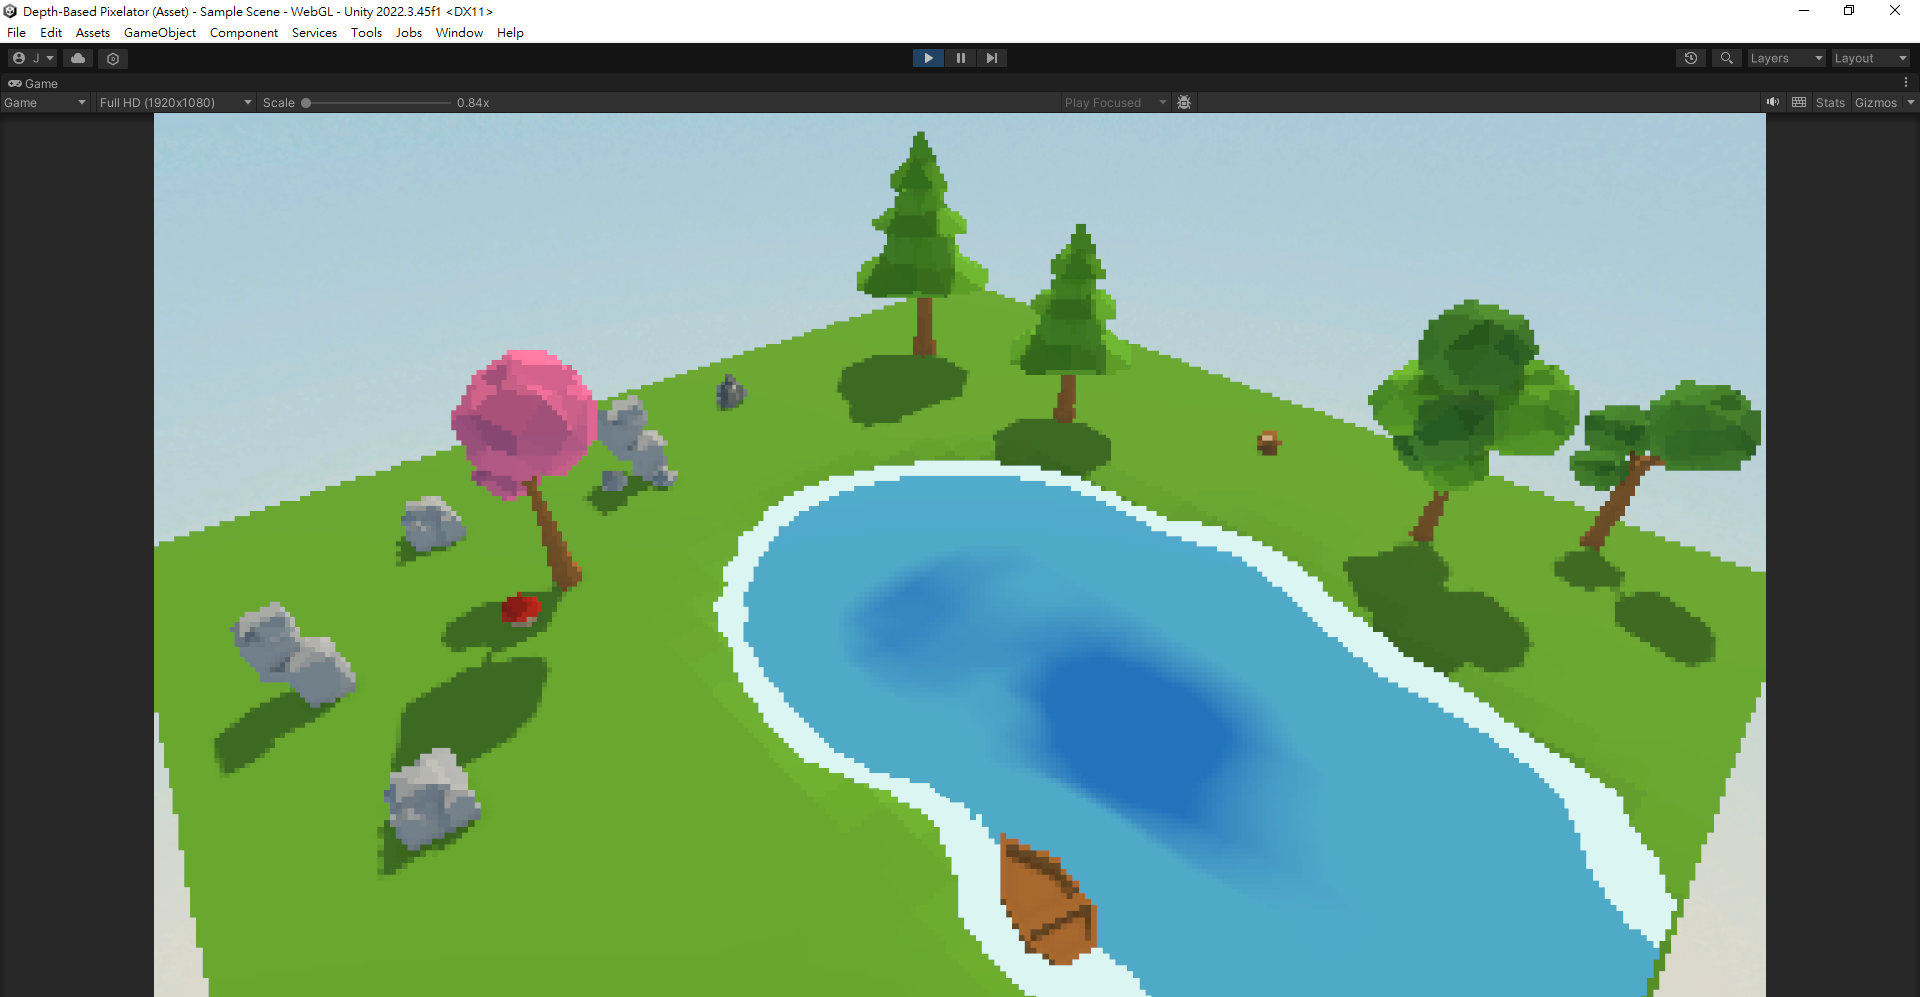 Depth-Based Pixelator (Asset) - Sample Scene - WebGL - Unity 2022.3.45f1 <DX11>
File Edit Assets GameObject Component Services Tools Jobs Window Help
J Layers Layout
Game
Game Full HD (1920x1080) Scale 0.84x Play Focused Stats Gizmos